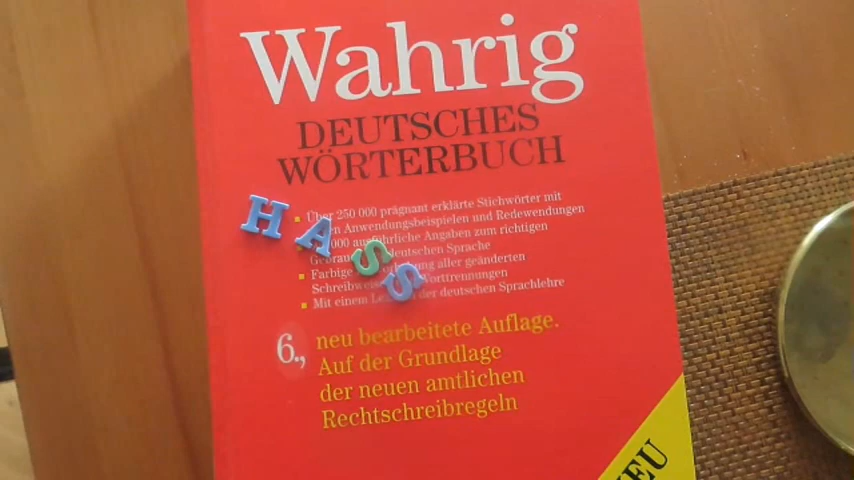 Wahrig
DEUTSCHES
WÖRTERBUCH
HASS
Über 250 000 prägnant erklärte Stichwörter mit
Anwendungsbeispielen und Redewendungen
000 ausführliche Angaben zum richtigen
deutschen Sprache
Farbige aller geänderten
Worttrennungen
Mit einem der deutschen Sprachlehre
6., neu bearbeitete Auflage.
Auf der Grundlage
der neuen amtlichen
Rechtschreibregeln
NEU